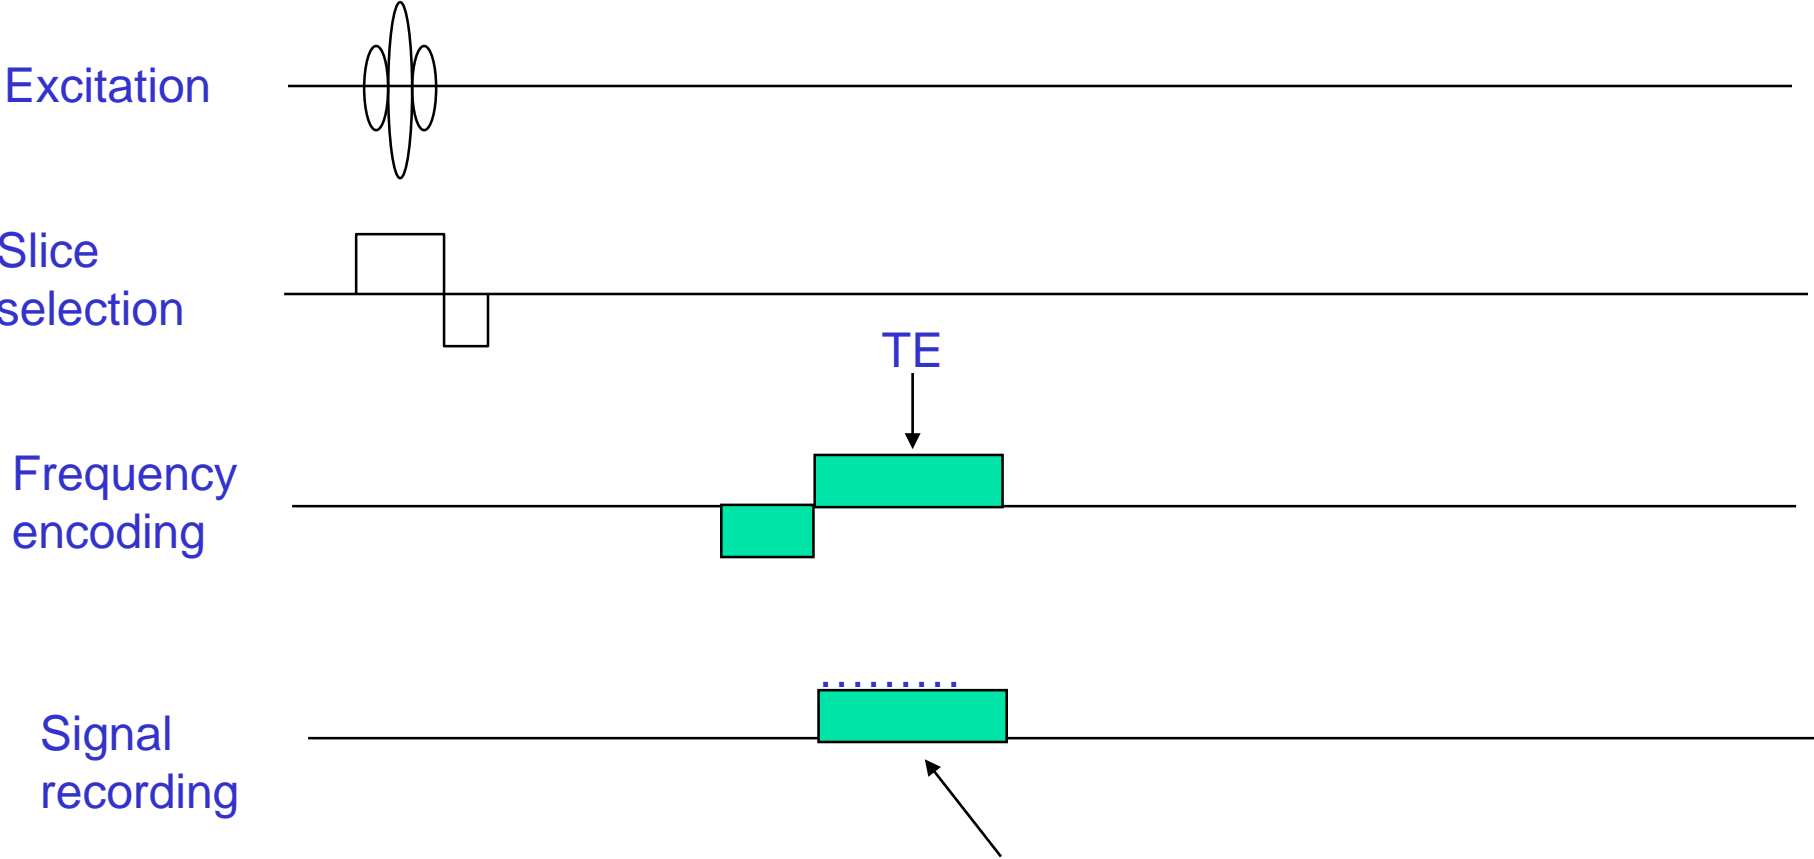 Excitation
Slice
selection
TE
Frequency
encoding
.........
Signal
recording